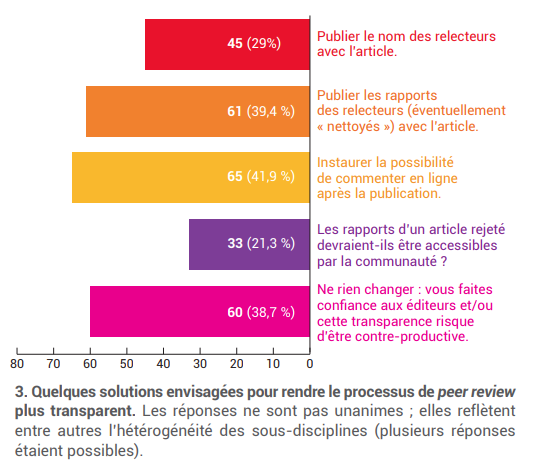 45 (29%)
Publier le nom des relecteurs
avec l'article.
61 (39,4 %)
Publier les rapports
des relecteurs (éventuellement
« nettoyés ») avec l'article.
65 (41,9 %)
Instaurer la possibilité
de commenter en ligne
après la publication.
33 (21,3 %)
Les rapports d'un article rejeté
devraient-ils être accessibles
par la communauté ?
60 (38,7 %)
Ne rien changer : vous faites
confiance aux éditeurs et/ou
cette transparence risque
d'être contre-productive.
80 70 60 50 40 30 20 10 0
3. Quelques solutions envisagées pour rendre le processus de peer review
plus transparent. Les réponses ne sont pas unanimes ; elles reflètent
entre autres l'hétérogénéité des sous-disciplines (plusieurs réponses
étaient possibles).